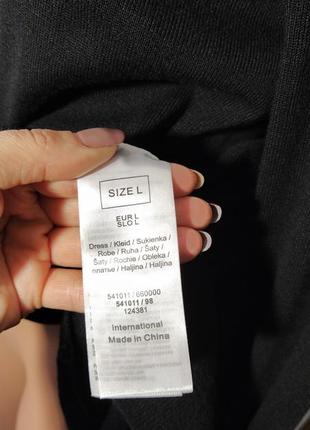 SIZE L
EUR L
SLO L
Dress / Kleid / Sukienka /
Robe / Ruha / Šaty /
Šaty / Rochie / Obleka /
платье / Haljina / Haljina
541011 / 660000
541011 / 98
124381
International
Made in China